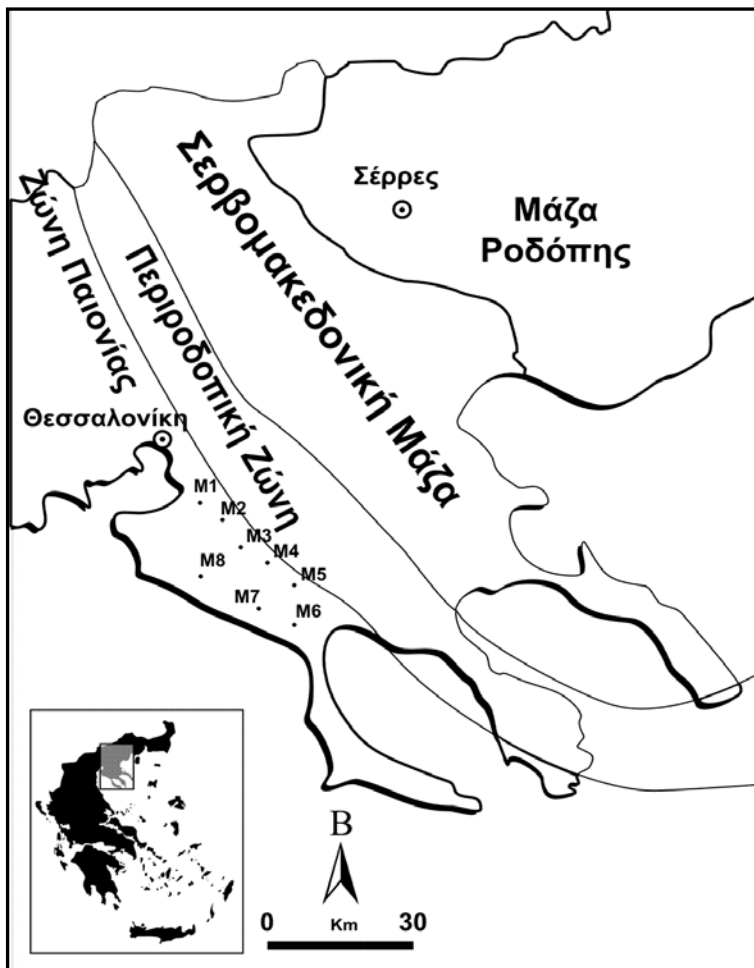 Σέρρες
Μάζα
Ροδόπης
Σερβομακεδονική Μάζα
Ζώνη Παιονίας
Περιροδοπική Ζώνη
Θεσσαλονίκη
M1
M2
M3
M4
M8
M5
M7
M6
B
0 Km 30